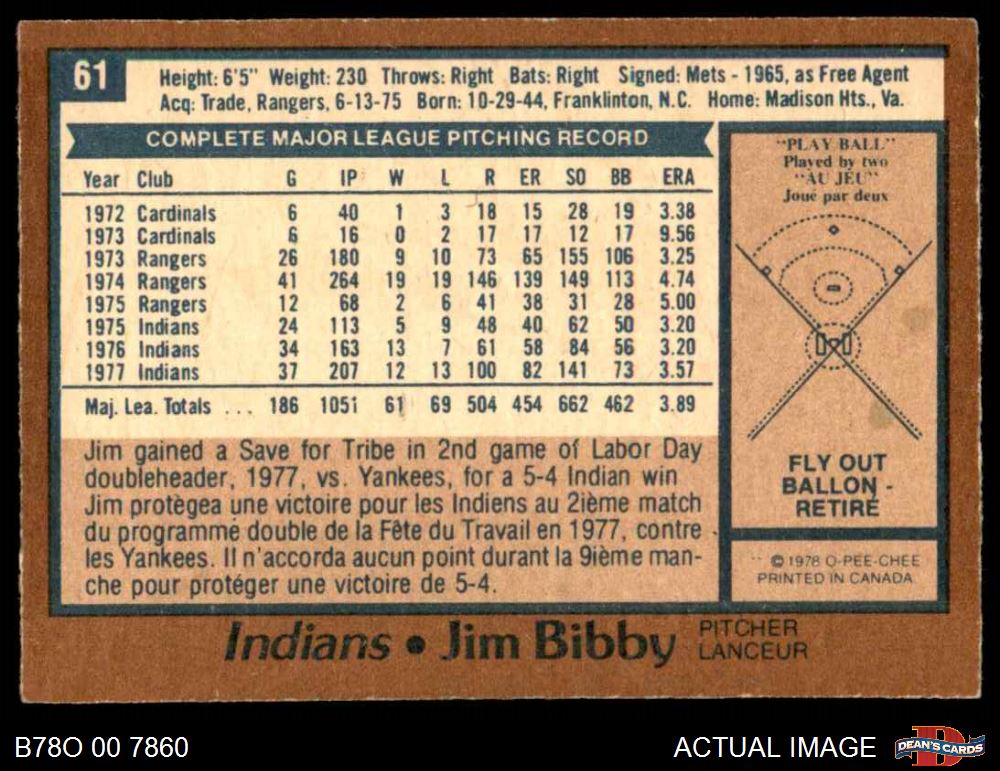 61
Height: 6'5" Weight: 230 Throws: Right Bats: Right Signed: Mets - 1965, as Free Agent
Acq: Trade, Rangers, 6-13-75 Born: 10-29-44, Franklinton, N.C. Home: Madison Hts., Va.
COMPLETE MAJOR LEAGUE PITCHING RECORD
Year Club G IP W L R ER SO BB ERA
1972 Cardinals 6 40 1 3 18 15 28 19 3.38
1973 Cardinals 6 16 0 2 17 17 12 17 9.56
1973 Rangers 26 180 9 10 73 65 155 106 3.25
1974 Rangers 41 264 19 19 146 139 149 113 4.74
1975 Rangers 12 68 2 6 41 38 31 28 5.00
1975 Indians 24 113 5 9 48 40 62 50 3.20
1976 Indians 34 163 13 7 61 58 84 56 3.20
1977 Indians 37 207 12 13 100 82 141 73 3.57
Maj. Lea. Totals ... 186 1051 61 69 504 454 662 462 3.89
Jim gained a Save for Tribe in 2nd game of Labor Day
doubleheader, 1977, vs. Yankees, for a 5-4 Indian win
Jim protègea une victoire pour les Indiens au 2ième match
du programme double de la Fête du Travail en 1977, contre
les Yankees. Il n'accorda aucun point durant la 9ième man-
che pour protéger une victoire de 5-4.
"PLAY BALL"
Played by two
"AU JEU"
Joué par deux
FLY OUT
BALLON -
RETIRÉ
© 1978 O-PEE-CHEE
PRINTED IN CANADA
Indians • Jim Bibby PITCHER
LANCEUR
B78O 00 7860
ACTUAL IMAGE
DEAN'S CARDS